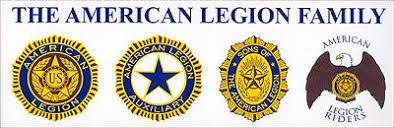 THE AMERICAN LEGION FAMILY
AMERICAN
LEGION
US
AMERICAN LEGION
AUXILIARY
SONS OF
THE AMERICAN LEGION
AMERICAN
LEGION
RIDERS